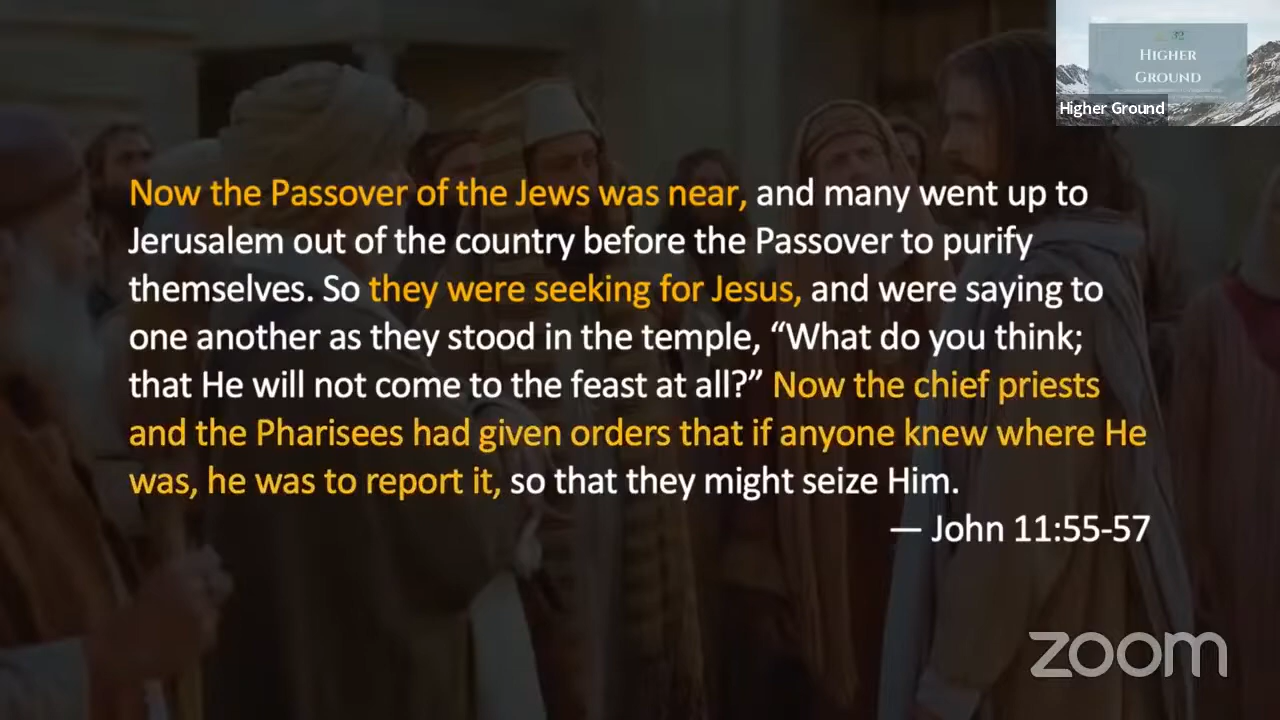 HIGHER
GROUND
Higher Ground
Now the Passover of the Jews was near, and many went up to
Jerusalem out of the country before the Passover to purify
themselves. So they were seeking for Jesus, and were saying to
one another as they stood in the temple, “What do you think;
that He will not come to the feast at all?” Now the chief priests
and the Pharisees had given orders that if anyone knew where He
was, he was to report it, so that they might seize Him.
— John 11:55-57
zoom